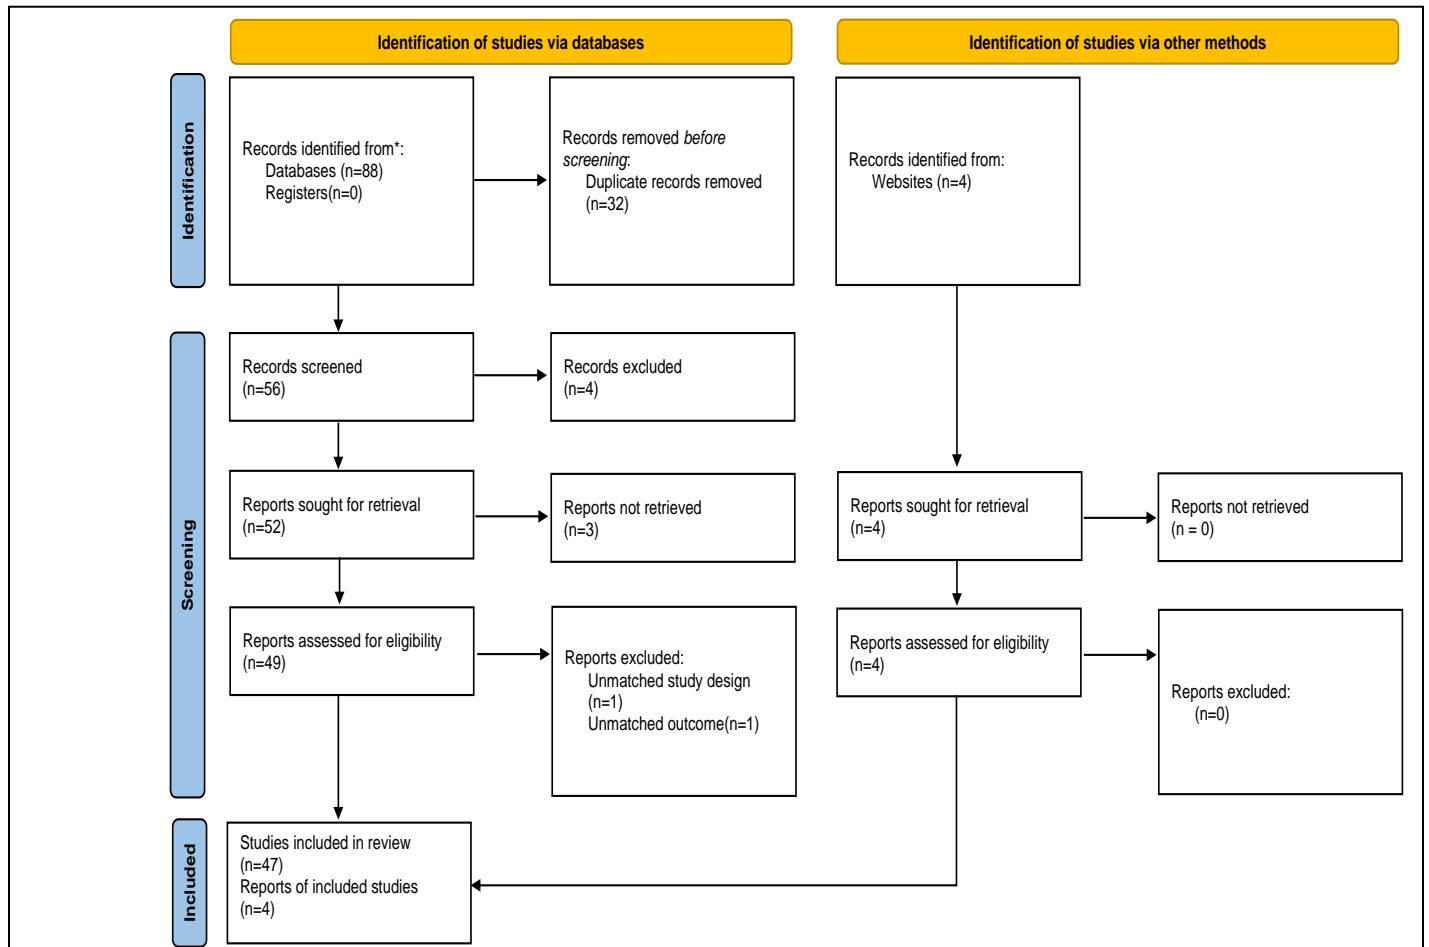 Identification of studies via databases
Identification of studies via other methods
Identification
Records identified from*:
Databases (n=88)
Registers(n=0)
Records removed before
screening:
Duplicate records removed
(n=32)
Records identified from:
Websites (n=4)
Screening
Records screened
(n=56)
Records excluded
(n=4)
Reports sought for retrieval
(n=52)
Reports not retrieved
(n=3)
Reports sought for retrieval
(n=4)
Reports not retrieved
(n = 0)
Reports assessed for eligibility
(n=49)
Reports excluded:
Unmatched study design
(n=1)
Unmatched outcome(n=1)
Reports assessed for eligibility
(n=4)
Reports excluded:
(n=0)
Included
Studies included in review
(n=47)
Reports of included studies
(n=4)